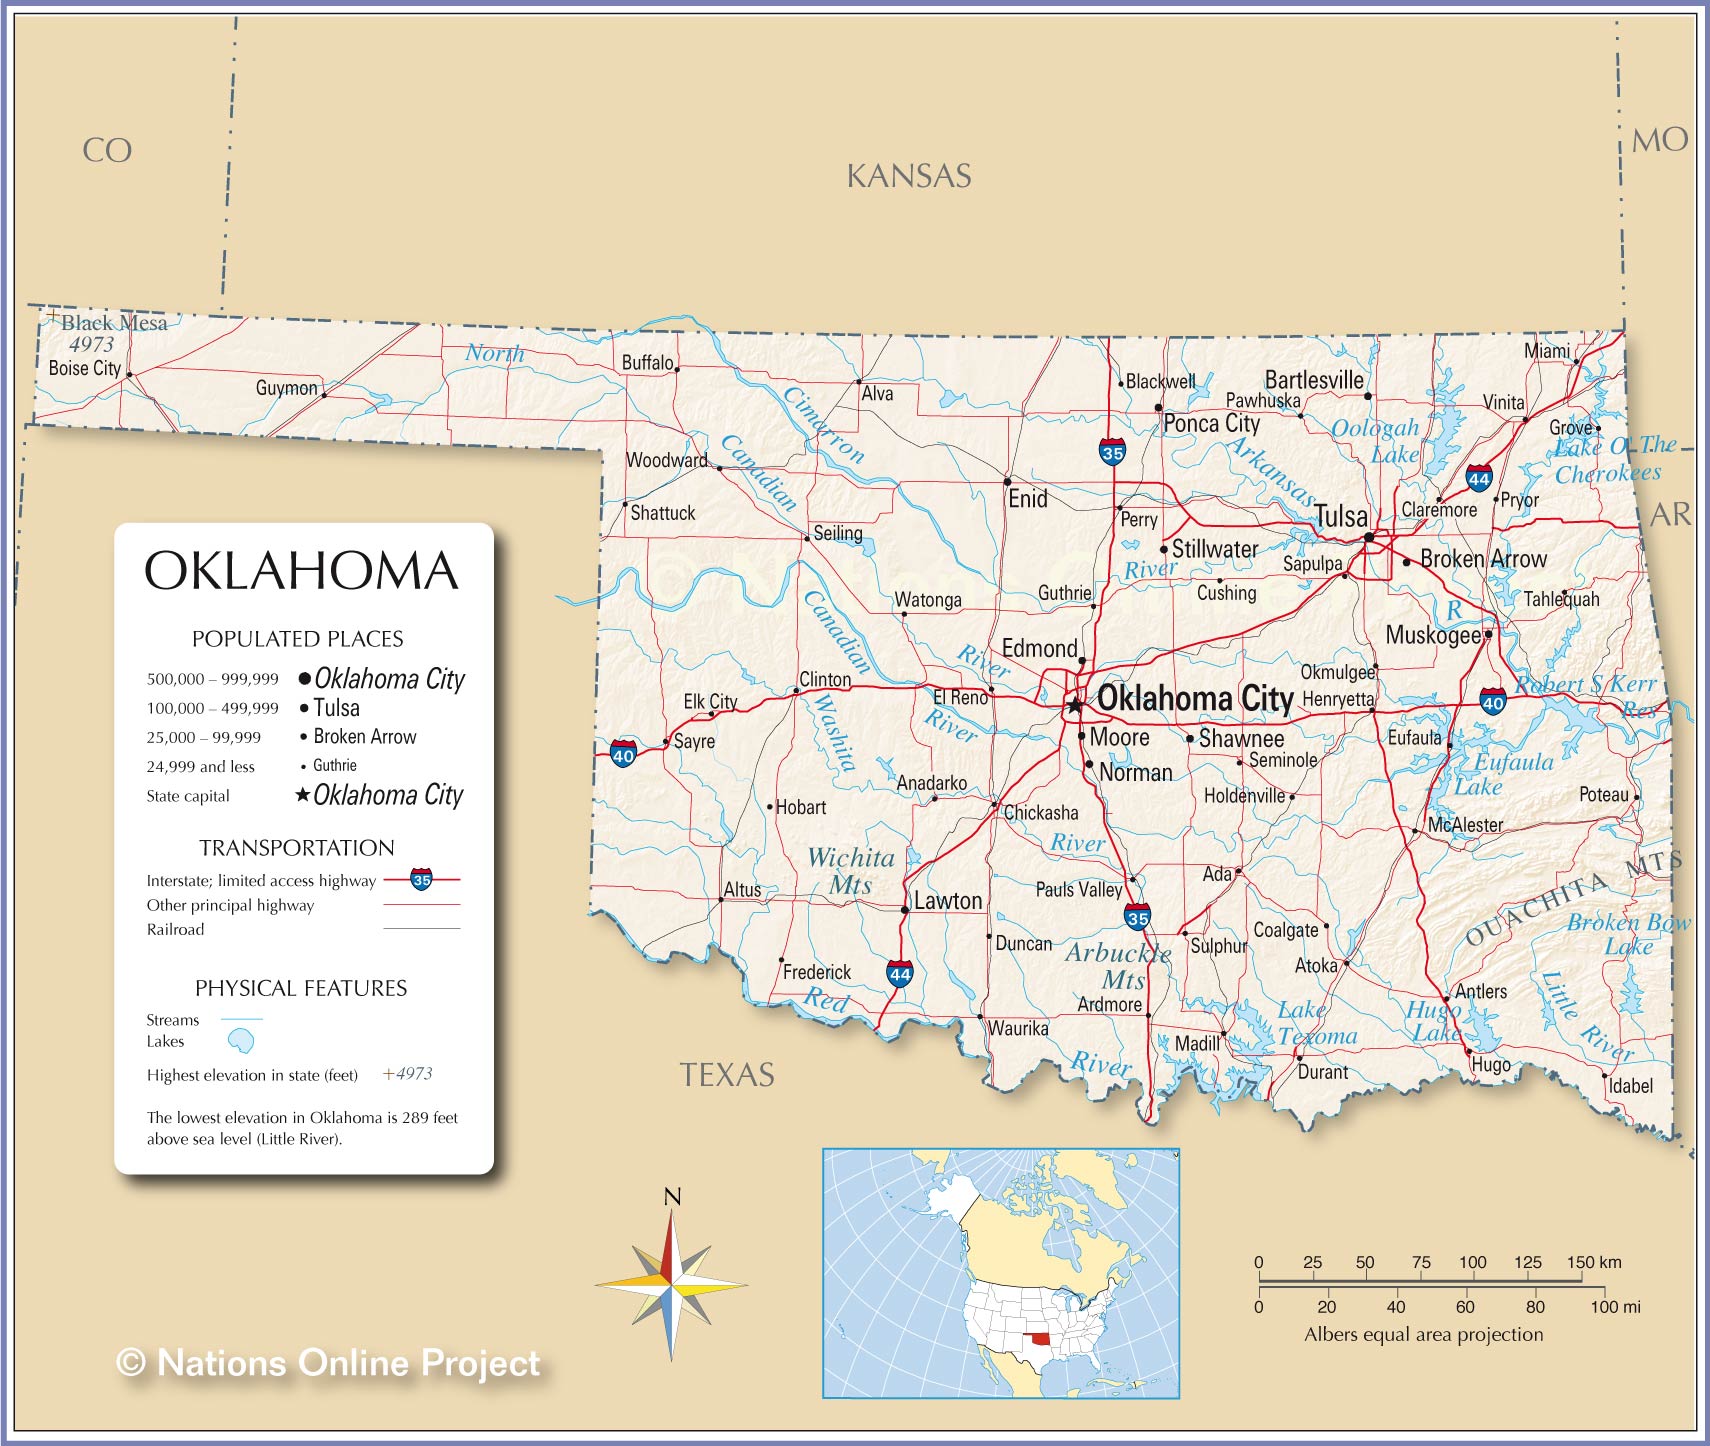 CO
KANSAS
MO
Black Mesa
4973
Boise City
Guymon
North
Buffalo
Alva
Cimarron
Canadian
Woodward
Shattuck
Seiling
Blackwell
Ponca City
Bartlesville
Pawhuska
Miami
Vinita
Grove
Oologah
Lake
Lake O' The
Cherokees
35
44
Arkansas
Enid
Perry
Tulsa
Claremore
Pryor
AR
Stillwater
River
Sapulpa
Broken Arrow
Cushing
Guthrie
Watonga
Tahlequah
R
Muskogee
Canadian
Edmond
River
Okmulgee
Clinton
El Reno
Oklahoma City
Henryetta
40
Robert S Kerr
Res
Elk City
Washita
River
Sayre
40
Moore
Shawnee
Eufaula
Norman
Seminole
Eufaula
Lake
Anadarko
Holdenville
Poteau
Hobart
Chickasha
McAlester
River
Wichita
Mts
OUACHITA MTS
Altus
Lawton
Pauls Valley
Ada
35
Broken Bow
Lake
Duncan
Arbuckle
Mts
Sulphur
Coalgate
Frederick
44
Atoka
Red
Ardmore
Antlers
Little River
Waurika
Lake
Texoma
Hugo
Lake
Madill
River
Durant
Hugo
Idabel
TEXAS
OKLAHOMA
POPULATED PLACES
500,000 – 999,999 Oklahoma City
100,000 – 499,999 Tulsa
25,000 – 99,999 Broken Arrow
24,999 and less Guthrie
State capital Oklahoma City
TRANSPORTATION
Interstate; limited access highway 35
Other principal highway
Railroad
PHYSICAL FEATURES
Streams
Lakes
Highest elevation in state (feet) +4973
The lowest elevation in Oklahoma is 289 feet
above sea level (Little River).
N
0 25 50 75 100 125 150 km
0 20 40 60 80 100 mi
Albers equal area projection
© Nations Online Project